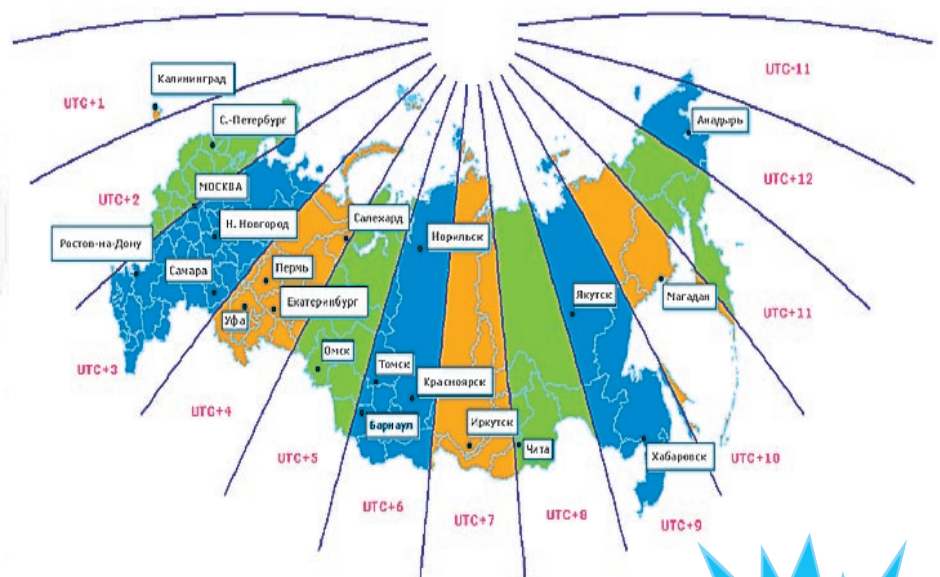 UTC-11
Калининград
UTC+1
С.-Петербург
Анадырь
UTC+12
UTC+2
МОСКВА
Салехард
Н. Новгород
Норильск
Ростов-на-Дону
Самара
Пермь
Екатеринбург
Якутск
Магадан
Уфа
UTC+11
Омск
Томск
UTC+3
Красноярск
UTC+4
Барнаул
Иркутск
Чита
Хабаровск
UTC+5
UTC+10
UTC+6
UTC+7
UTC+8
UTC+9